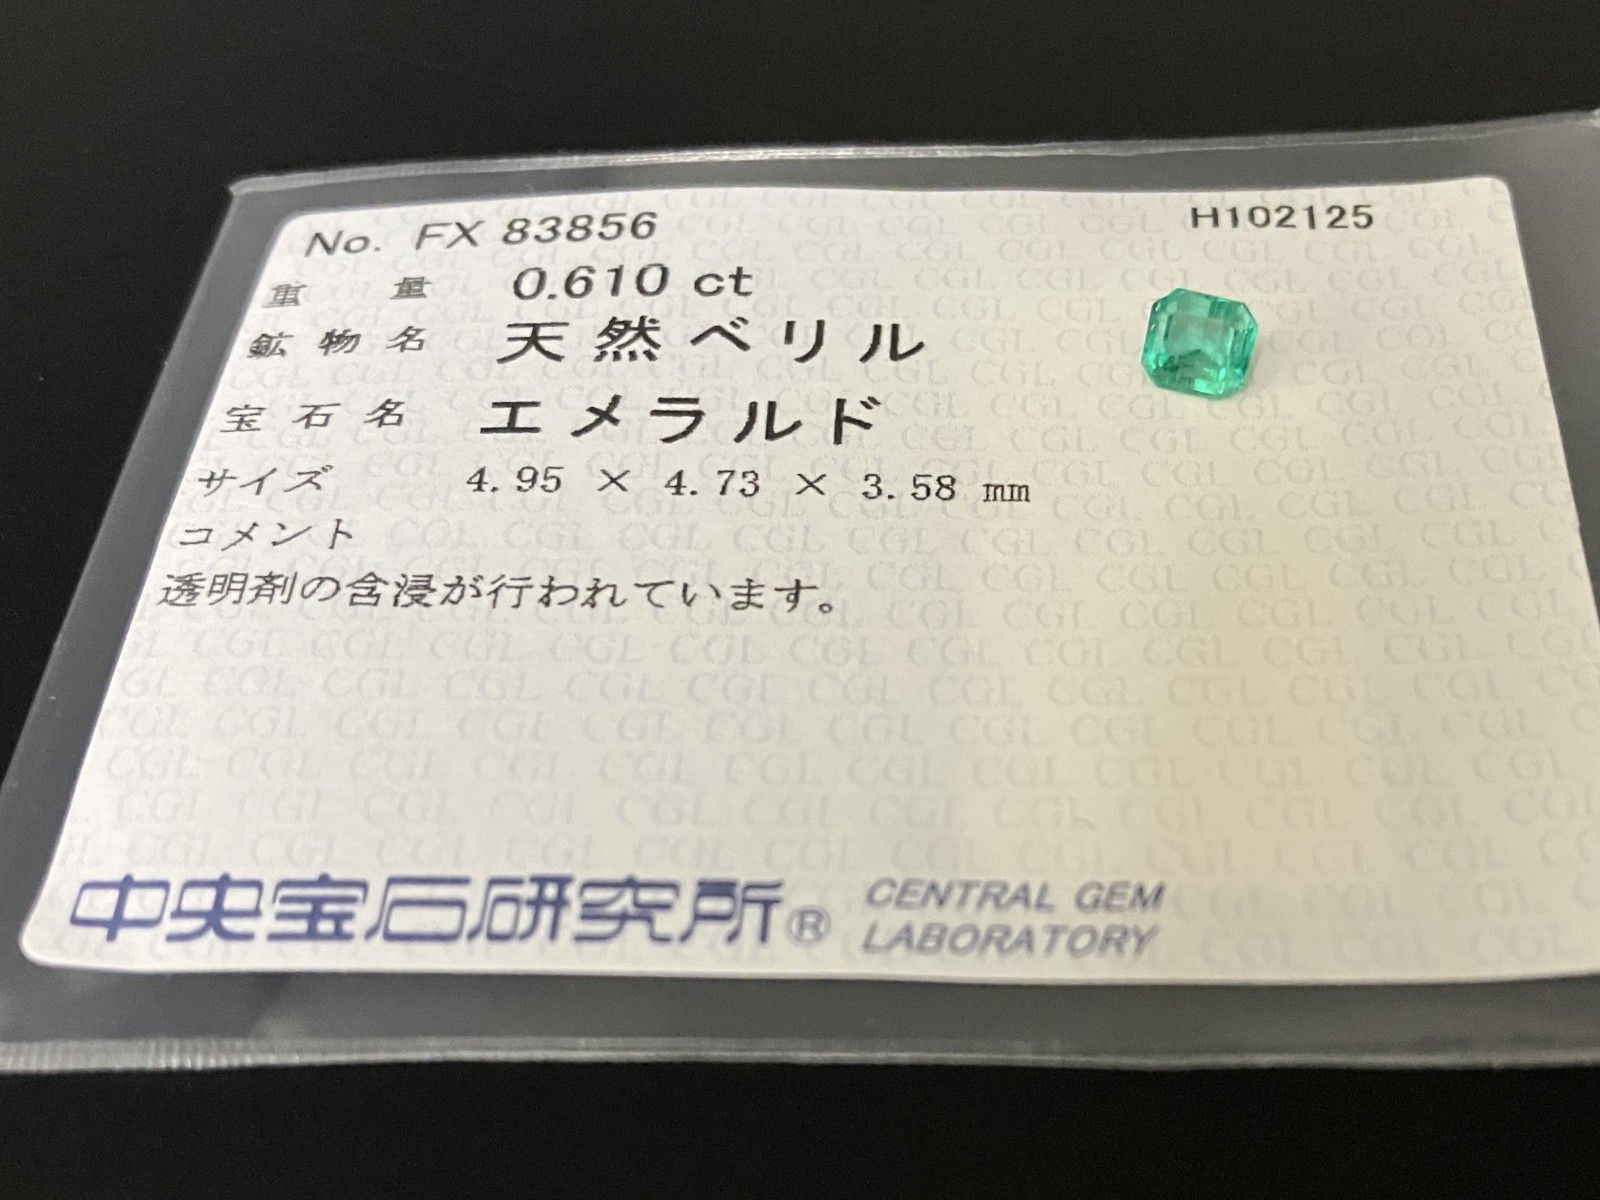 No. FX 83856 H102125
重量 0.610 ct
鉱物名 天然ベリル
宝石名 エメラルド
サイズ 4.95 × 4.73 × 3.58 mm
コメント
透明剤の含浸が行われています。
中央宝石研究所® CENTRAL GEM
LABORATORY